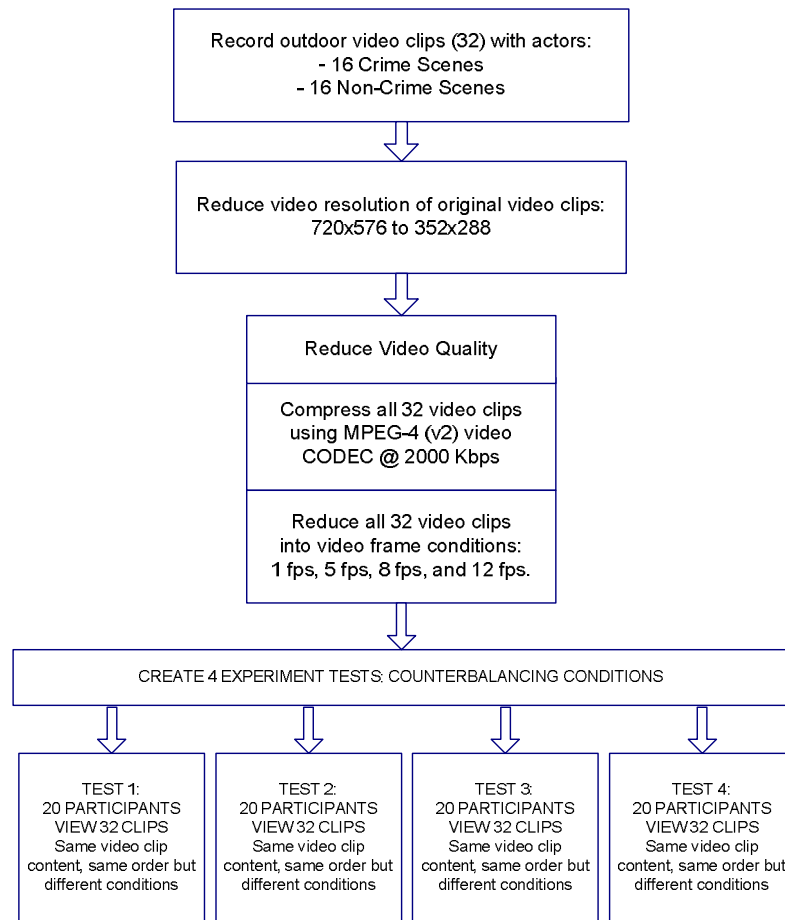 Record outdoor video clips (32) with actors:
- 16 Crime Scenes
- 16 Non-Crime Scenes
Reduce video resolution of original video clips:
720x576 to 352x288
Reduce Video Quality
Compress all 32 video clips
using MPEG-4 (v2) video
CODEC @ 2000 Kbps
Reduce all 32 video clips
into video frame conditions:
1 fps, 5 fps, 8 fps, and 12 fps.
CREATE 4 EXPERIMENT TESTS: COUNTERBALANCING CONDITIONS
TEST 1:
20 PARTICIPANTS
VIEW 32 CLIPS
Same video clip
content, same order but
different conditions
TEST 2:
20 PARTICIPANTS
VIEW 32 CLIPS
Same video clip
content, same order but
different conditions
TEST 3:
20 PARTICIPANTS
VIEW 32 CLIPS
Same video clip
content, same order but
different conditions
TEST 4:
20 PARTICIPANTS
VIEW 32 CLIPS
Same video clip
content, same order but
different conditions